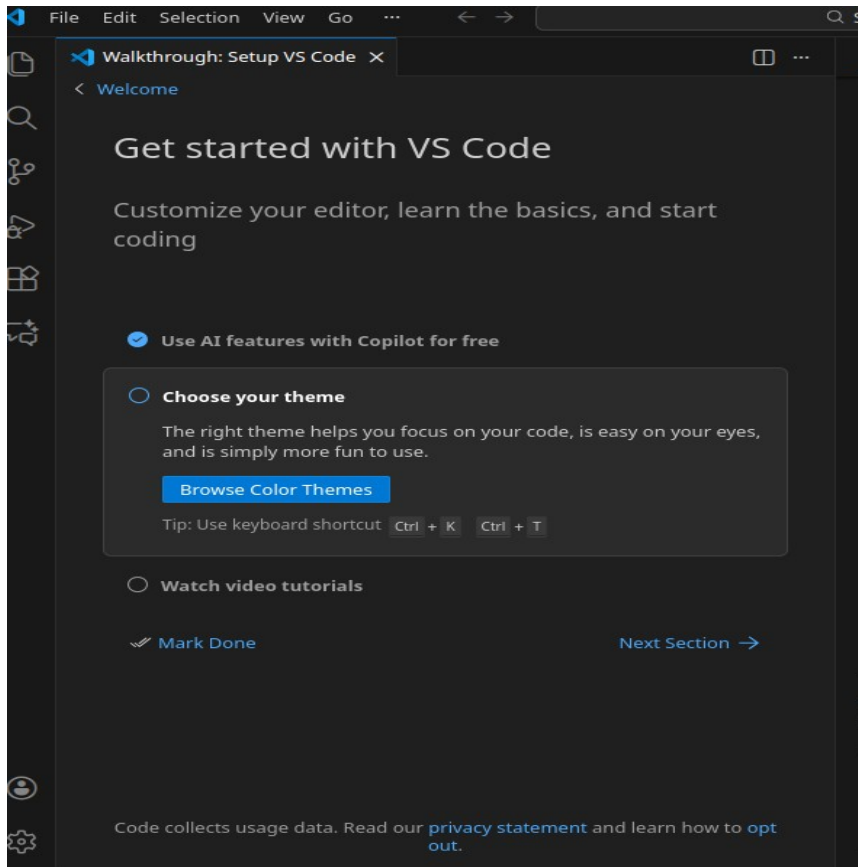 File Edit Selection View Go ...
Walkthrough: Setup VS Code
Welcome
Get started with VS Code
Customize your editor, learn the basics, and start
coding
Use AI features with Copilot for free
Choose your theme
The right theme helps you focus on your code, is easy on your eyes,
and is simply more fun to use.
Browse Color Themes
Tip: Use keyboard shortcut Ctrl + K Ctrl + T
Watch video tutorials
Mark Done
Next Section
Code collects usage data. Read our privacy statement and learn how to opt
out.